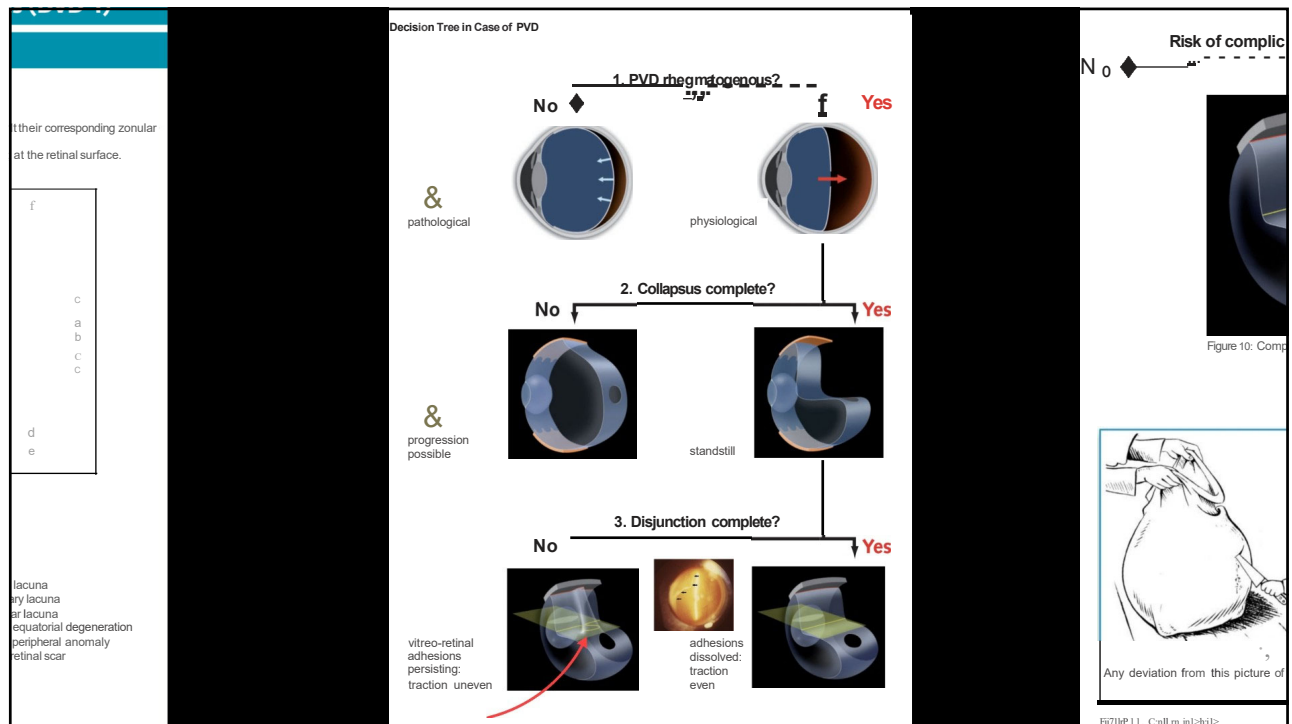 lt their corresponding zonular
at the retinal surface.
f
c
a
b
c
c
d
e
lacuna
ary lacuna
ar lacuna
equatorial degeneration
peripheral anomaly
retinal scar
Decision Tree in Case of PVD
1. PVD rhegmatogenous?
No
f
Yes
&
pathological
physiological
2. Collapsus complete?
No
Yes
&
progression
possible
standstill
3. Disjunction complete?
No
Yes
vitreo-retinal
adhesions
persisting:
traction uneven
adhesions
dissolved:
traction
even
Risk of complic
N o
Figure 10: Comp
Any deviation from this picture of